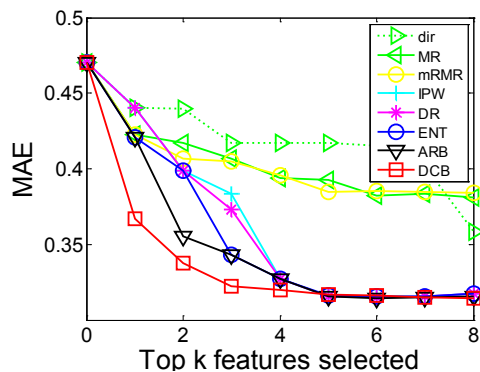 0.5
0.45
0.4
0.35
MAE
0
2
4
6
8
Top k features selected
dir
MR
mRMR
IPW
DR
ENT
ARB
DCB